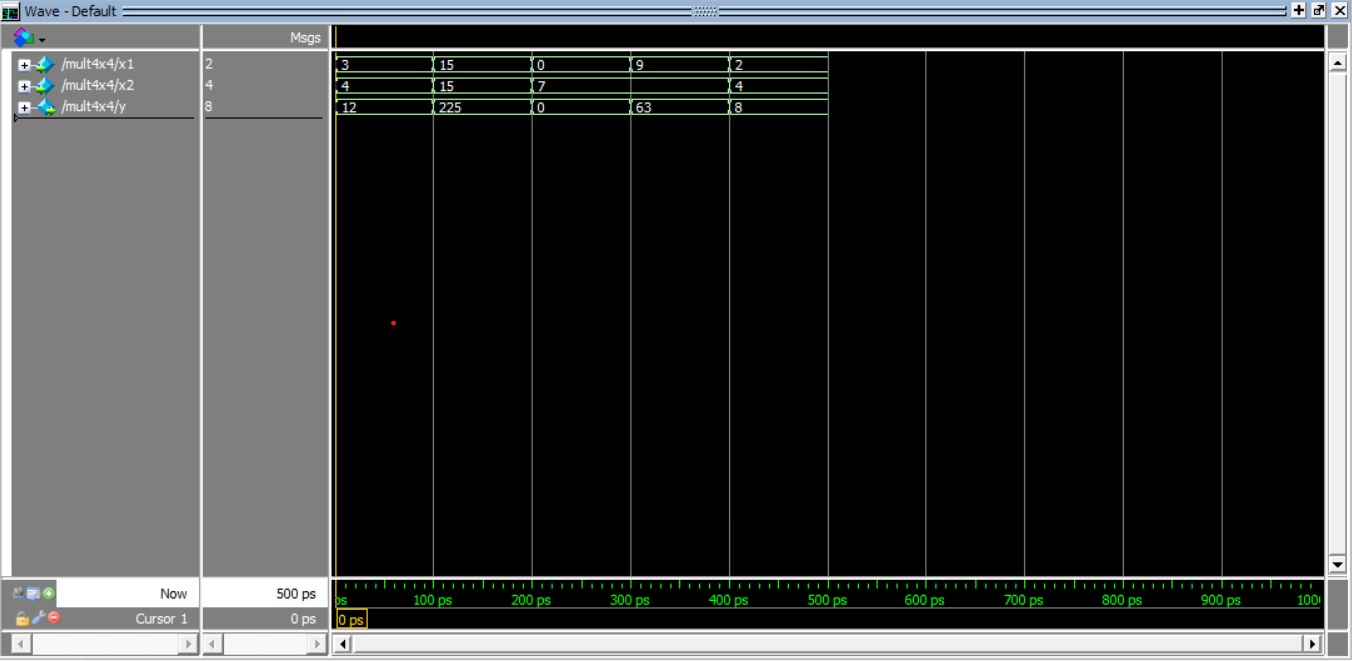 Wave - Default
Msgs
/mult4x4/x1 2 3 15 0 9 2
/mult4x4/x2 4 4 15 7 4
/mult4x4/y 8 12 225 0 63 8
Now 500 ps ps 100 ps 200 ps 300 ps 400 ps 500 ps 600 ps 700 ps 800 ps 900 ps 100
Cursor 1 0 ps 0 ps